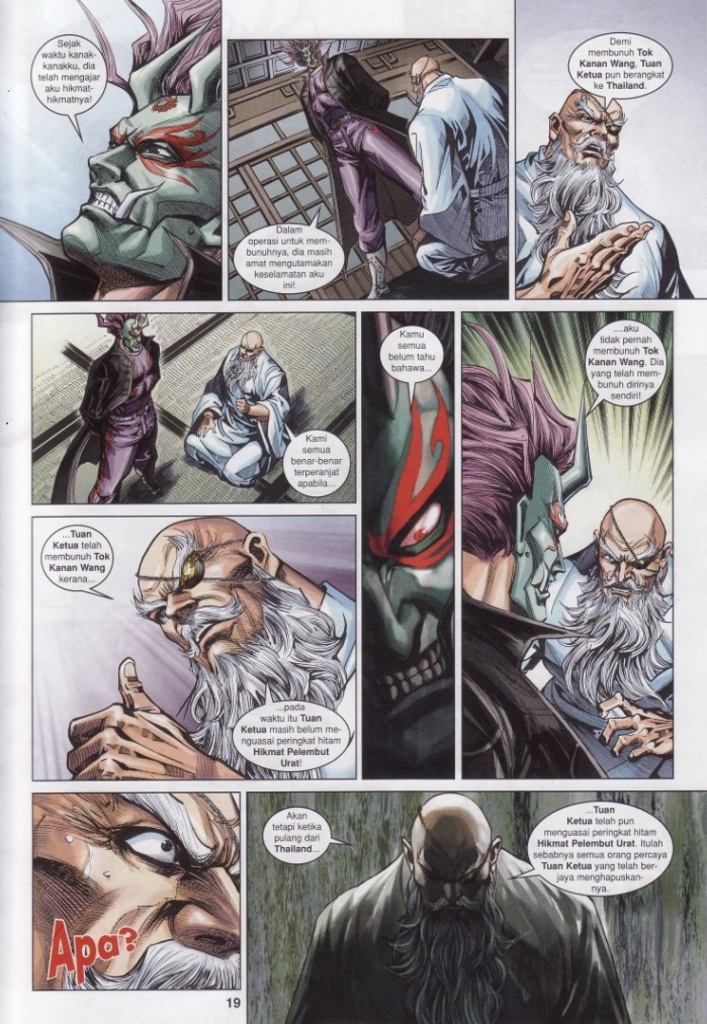 Sejak
waktu kanak-
kanakku, dia
telah mengajar
aku hikmat-
hikmatnya!
Dalam
operasi untuk mem-
bunuhnya, dia masih
amat mengutamakan
keselamatan aku
ini!
Demi
membunuh Tok
Kanan Wang, Tuan
Ketua pun berangkat
ke Thailand.
Kami
semua
benar-benar
terperanjat
apabila...
Kamu
semua
belum tahu
bahawa...
....aku
tidak pernah
membunuh Tok
Kanan Wang. Dia
yang telah mem-
bunuh dirinya
sendiri!
...Tuan
Ketua telah
membunuh Tok
Kanan Wang
kerana...
...pada
waktu itu Tuan
Ketua masih belum me-
nguasai peringkat hitam
Hikmat Pelembut
Urat!
Apa?
Akan
tetapi ketika
pulang dari
Thailand...
...Tuan
Ketua telah pun
menguasai peringkat hitam
Hikmat Pelembut Urat. Itulah
sebabnya semua orang percaya
Tuan Ketua yang telah ber-
jaya menghapuskan-
nya.
19